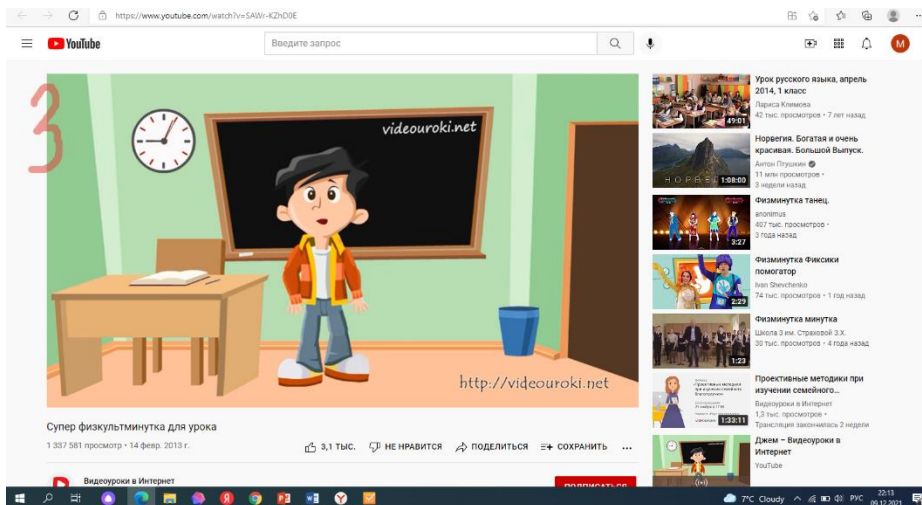 https://www.youtube.com/watch?v=SAWr-KZhD0E
YouTube
Введите запрос
M
3
videouroki.net
http://videouroki.net
Супер физкультминутка для урока
1 337 581 просмотр • 14 февр. 2013 г.
3,1 ТЫС.
НЕ НРАВИТСЯ
ПОДЕЛИТЬСЯ
СОХРАНИТЬ
Видеоуроки в Интернет
ПОДПИСАТЬСЯ
49:01
Урок русского языка, апрель
2014, 1 класс
Лариса Климова
42 тыс. просмотров • 7 лет назад
1:08:00
Норвегия. Богатая и очень
красивая. Большой Выпуск.
Антон Птушкин
11 млн просмотров •
3 недели назад
3:27
Физминутка танец.
anonimus
407 тыс. просмотров •
3 года назад
2:29
Физминутка Фиксики
помогатор
Ivan Shevchenko
74 тыс. просмотров • 1 год назад
1:23
Физминутка минутка
Школа 3 им. Страховой З.Х.
30 тыс. просмотров • 4 года назад
1:33:11
Проективные методики при
изучении семейного...
Видеоуроки в Интернет
1,3 тыс. просмотров •
Трансляция закончилась 2 недели
Джем – Видеоуроки в
Интернет
YouTube
7°C Cloudy
РУС
22:13
09.12.2021